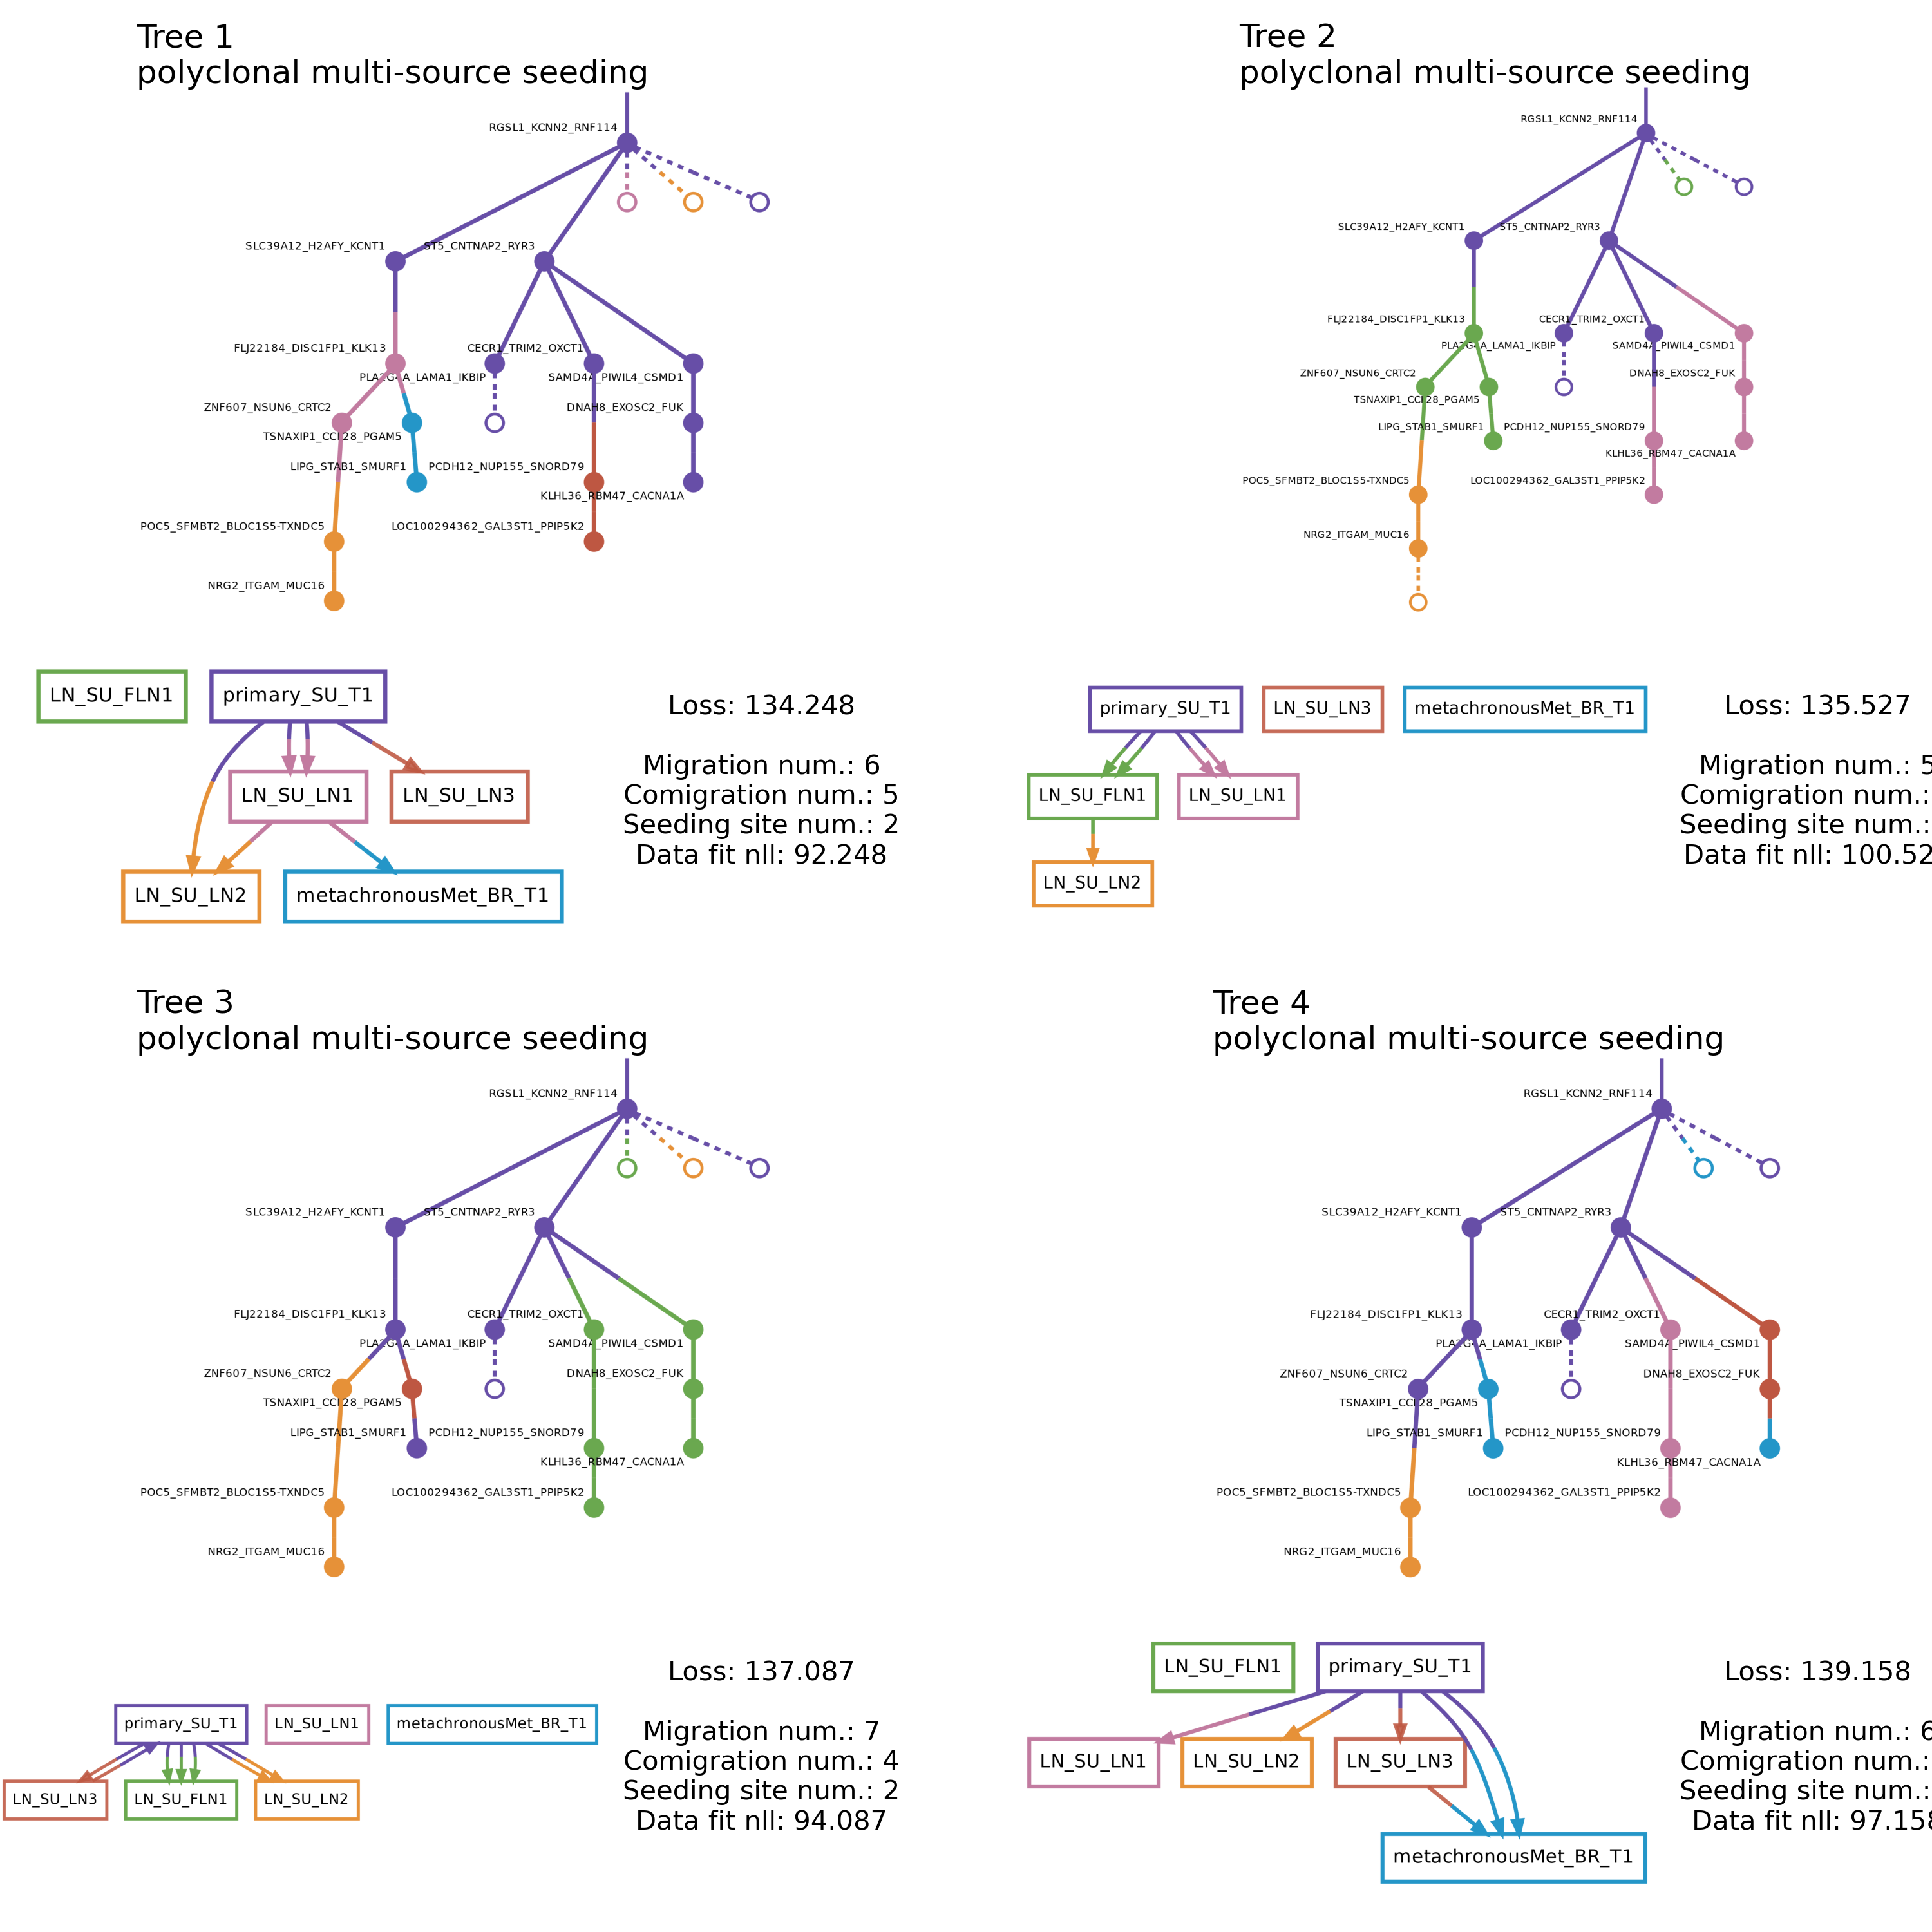 Tree 1
polyclonal multi-source seeding
RGSL1_KCNN2_RNF114
SLC39A12_H2AFY_KCNT1
ST5_CNTNAP2_RYR3
FLJ22184_DISC1FP1_KLK13
CECR1_TRIM2_OXCT1
PLA2G4A_LAMA1_IKBIP
SAMD4A_PIWIL4_CSMD1
ZNF607_NSUN6_CRTC2
DNAH8_EXOSC2_FUK
TSNAXIP1_CCL28_PGAM5
LIPG_STAB1_SMURF1
PCDH12_NUP155_SNORD79
KLHL36_RBM47_CACNA1A
POC5_SFMBT2_BLOC1S5-TXNDC5
LOC100294362_GAL3ST1_PPIP5K2
NRG2_ITGAM_MUC16
LN_SU_FLN1
primary_SU_T1
LN_SU_LN1
LN_SU_LN3
LN_SU_LN2
metachronousMet_BR_T1
Loss: 134.248
Migration num.: 6
Comigration num.: 5
Seeding site num.: 2
Data fit nll: 92.248
Tree 2
polyclonal multi-source seeding
RGSL1_KCNN2_RNF114
SLC39A12_H2AFY_KCNT1
ST5_CNTNAP2_RYR3
FLJ22184_DISC1FP1_KLK13
CECR1_TRIM2_OXCT1
PLA2G4A_LAMA1_IKBIP
SAMD4A_PIWIL4_CSMD1
ZNF607_NSUN6_CRTC2
DNAH8_EXOSC2_FUK
TSNAXIP1_CCL28_PGAM5
LIPG_STAB1_SMURF1
PCDH12_NUP155_SNORD79
KLHL36_RBM47_CACNA1A
POC5_SFMBT2_BLOC1S5-TXNDC5
LOC100294362_GAL3ST1_PPIP5K2
NRG2_ITGAM_MUC16
primary_SU_T1
LN_SU_LN3
metachronousMet_BR_T1
LN_SU_FLN1
LN_SU_LN1
LN_SU_LN2
Loss: 135.527
Migration num.: 5
Comigration num.:
Seeding site num.:
Data fit nll: 100.52
Tree 3
polyclonal multi-source seeding
RGSL1_KCNN2_RNF114
SLC39A12_H2AFY_KCNT1
ST5_CNTNAP2_RYR3
FLJ22184_DISC1FP1_KLK13
CECR1_TRIM2_OXCT1
PLA2G4A_LAMA1_IKBIP
SAMD4A_PIWIL4_CSMD1
ZNF607_NSUN6_CRTC2
DNAH8_EXOSC2_FUK
TSNAXIP1_CCL28_PGAM5
LIPG_STAB1_SMURF1
PCDH12_NUP155_SNORD79
KLHL36_RBM47_CACNA1A
POC5_SFMBT2_BLOC1S5-TXNDC5
LOC100294362_GAL3ST1_PPIP5K2
NRG2_ITGAM_MUC16
primary_SU_T1
LN_SU_LN1
metachronousMet_BR_T1
LN_SU_LN3
LN_SU_FLN1
LN_SU_LN2
Loss: 137.087
Migration num.: 7
Comigration num.: 4
Seeding site num.: 2
Data fit nll: 94.087
Tree 4
polyclonal multi-source seeding
RGSL1_KCNN2_RNF114
SLC39A12_H2AFY_KCNT1
ST5_CNTNAP2_RYR3
FLJ22184_DISC1FP1_KLK13
CECR1_TRIM2_OXCT1
PLA2G4A_LAMA1_IKBIP
SAMD4A_PIWIL4_CSMD1
ZNF607_NSUN6_CRTC2
DNAH8_EXOSC2_FUK
TSNAXIP1_CCL28_PGAM5
LIPG_STAB1_SMURF1
PCDH12_NUP155_SNORD79
KLHL36_RBM47_CACNA1A
POC5_SFMBT2_BLOC1S5-TXNDC5
LOC100294362_GAL3ST1_PPIP5K2
NRG2_ITGAM_MUC16
LN_SU_FLN1
primary_SU_T1
LN_SU_LN1
LN_SU_LN2
LN_SU_LN3
metachronousMet_BR_T1
Loss: 139.158
Migration num.: 6
Comigration num.:
Seeding site num.:
Data fit nll: 97.158